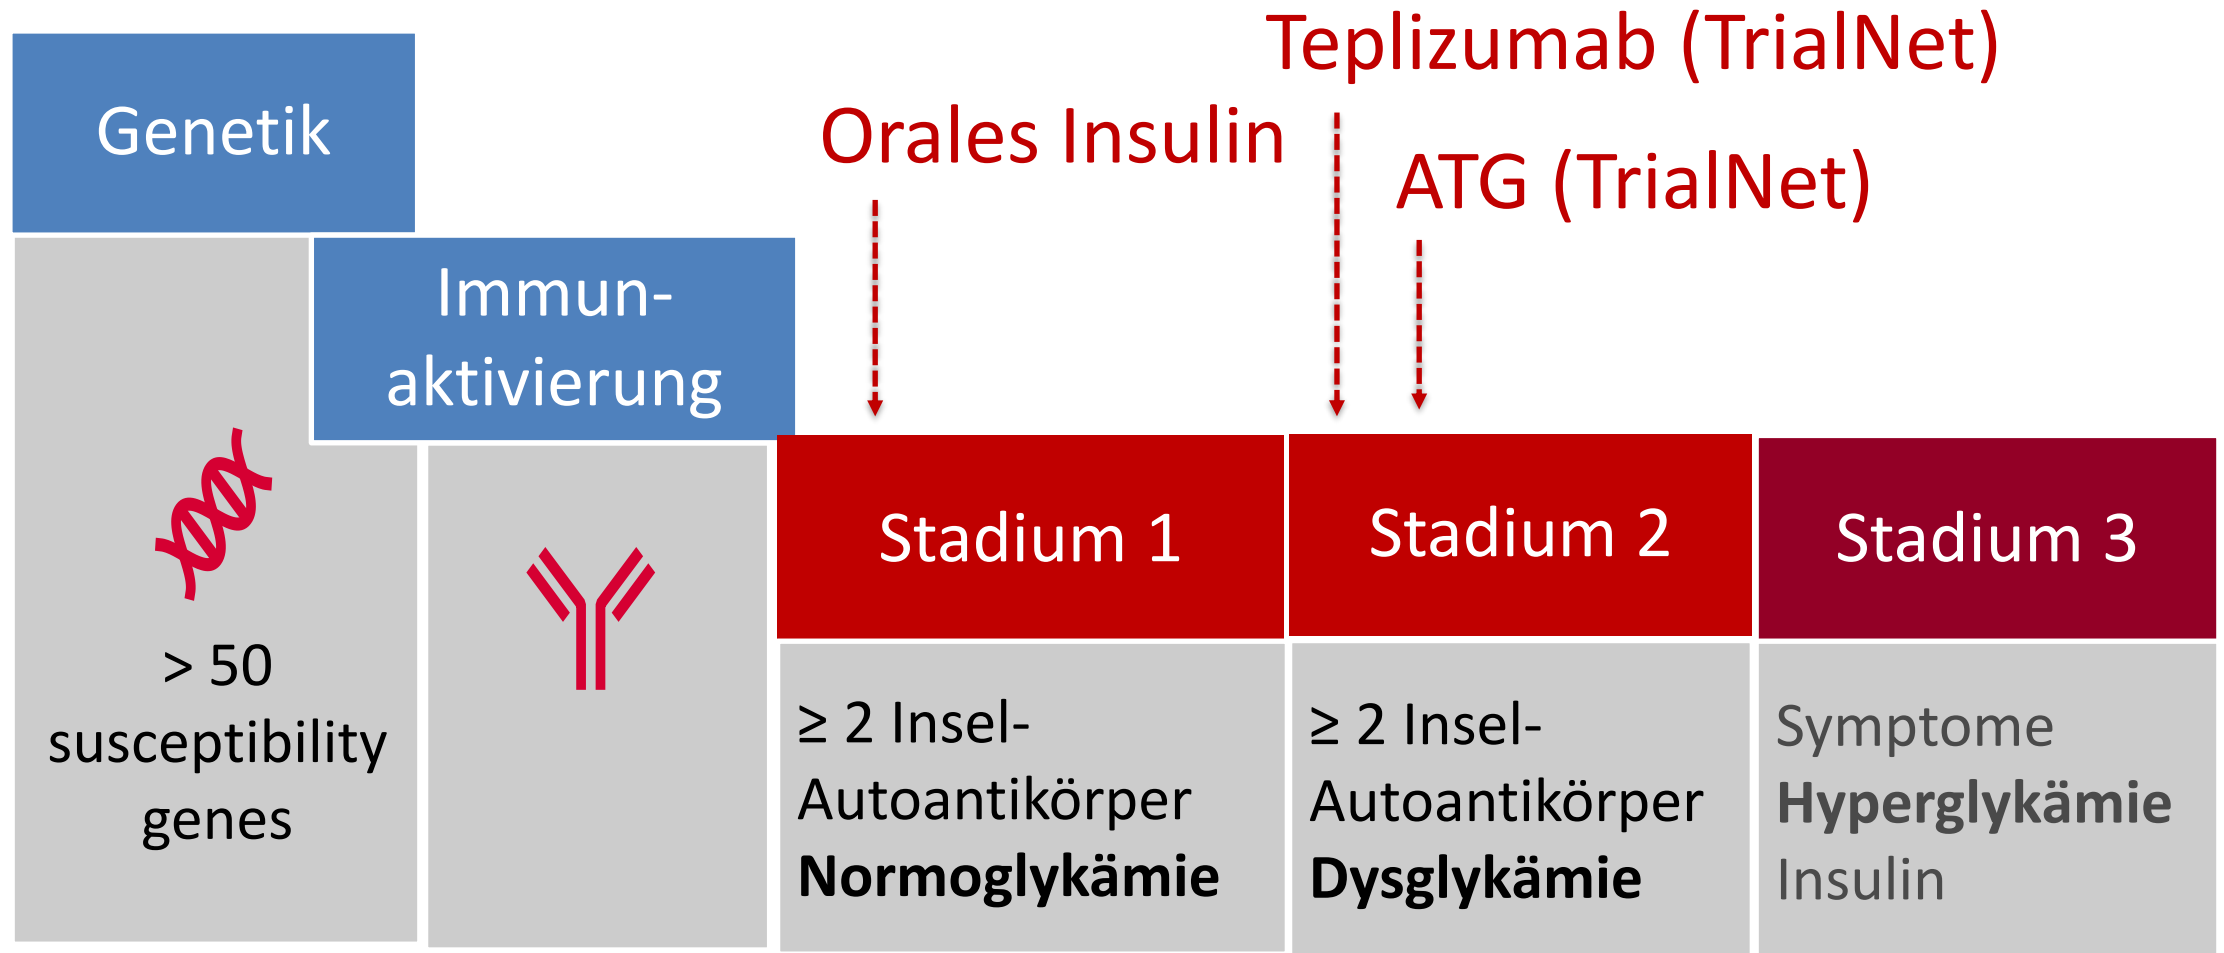 Teplizumab (TrialNet)
Genetik
Orales Insulin
ATG (TrialNet)
Immun-
aktivierung
Stadium 1
Stadium 2
Stadium 3
> 50
susceptibility
genes
≥ 2 Insel-
Autoantikörper
Normoglykämie
≥ 2 Insel-
Autoantikörper
Dysglykämie
Symptome
Hyperglykämie
Insulin